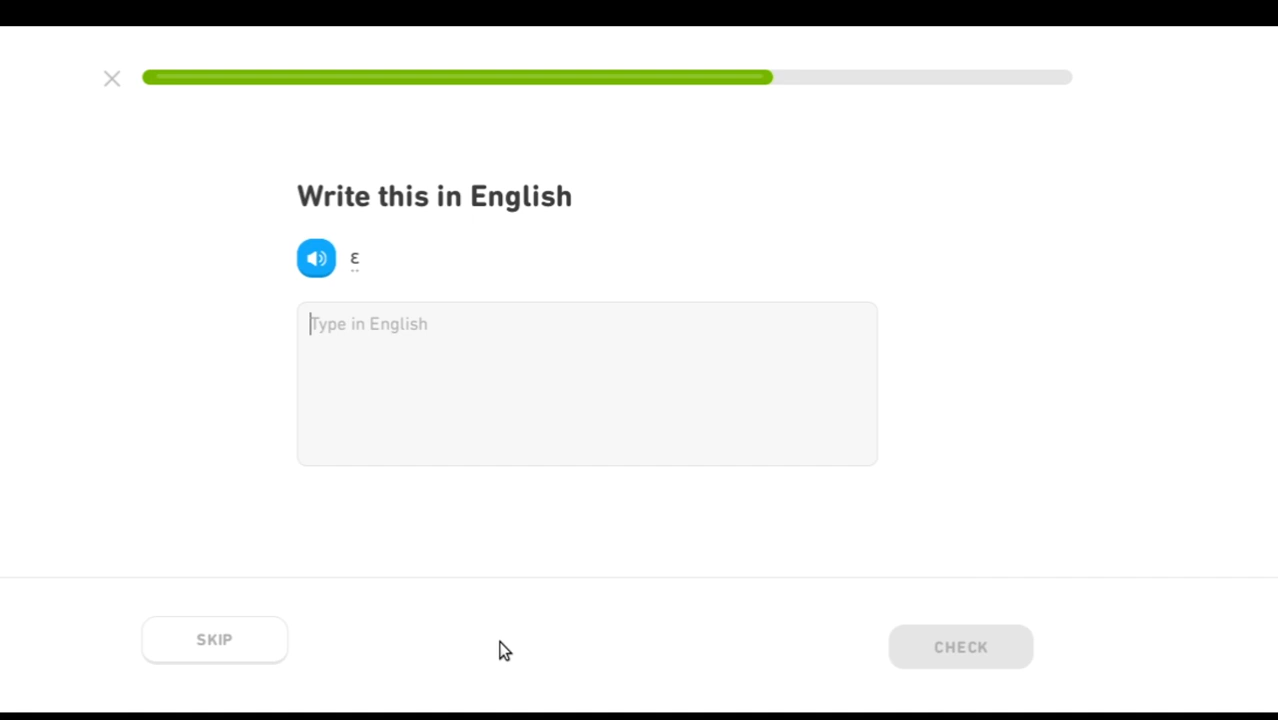 Write this in English
ε
Type in English
SKIP
CHECK